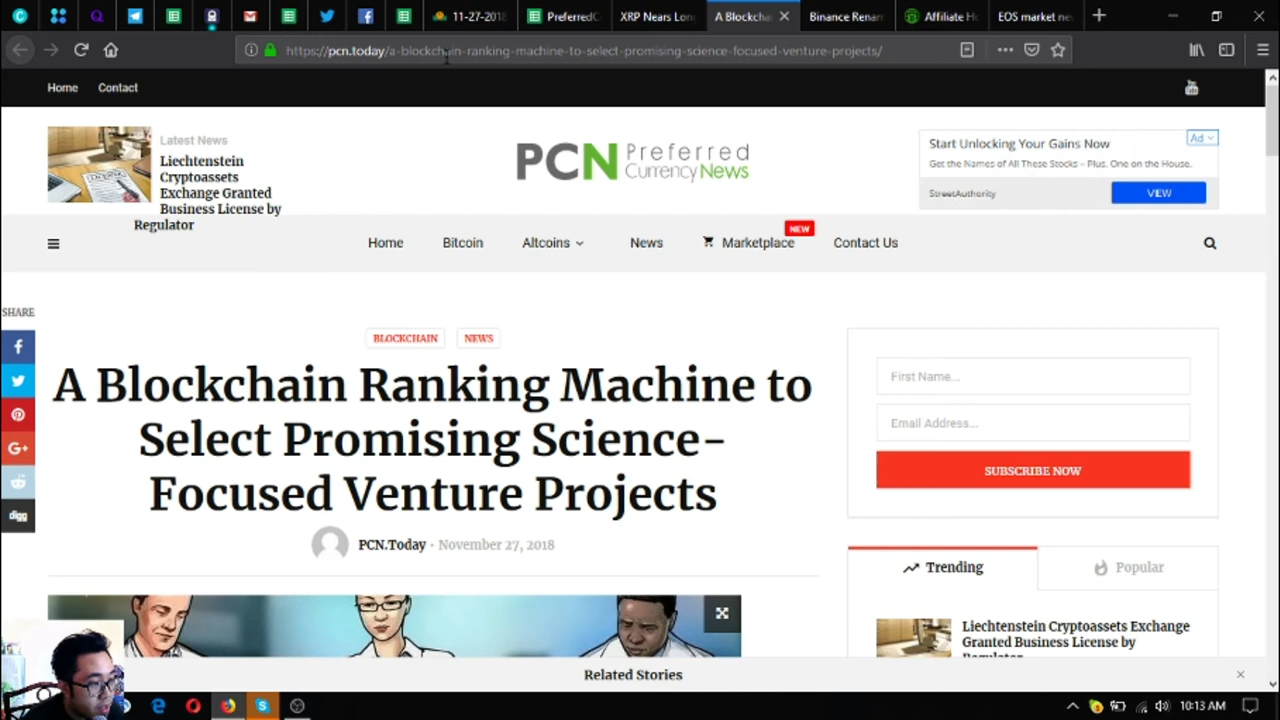 11-27-2018
PreferredC
XRP Nears Lon
A Blockchai
Binance Renam
Affiliate Ho
EOS market ne
https://pcn.today/a-blockchain-ranking-machine-to-select-promising-science-focused-venture-projects/
Home
Contact
Latest News
Liechtenstein
Cryptoassets
Exchange Granted
Business License by
Regulator
PCN Preferred
CurrencyNews
Ad
Start Unlocking Your Gains Now
Get the Names of All These Stocks – Plus, One on the House.
StreetAuthority
VIEW
Home
Bitcoin
Altcoins
News
Marketplace
NEW
Contact Us
SHARE
BLOCKCHAIN
NEWS
A Blockchain Ranking Machine to
Select Promising Science-
Focused Venture Projects
PCN.Today - November 27, 2018
digg
First Name...
Email Address...
SUBSCRIBE NOW
Trending
Popular
Liechtenstein Cryptoassets Exchange
Granted Business License by
Regulator
Related Stories
10:13 AM